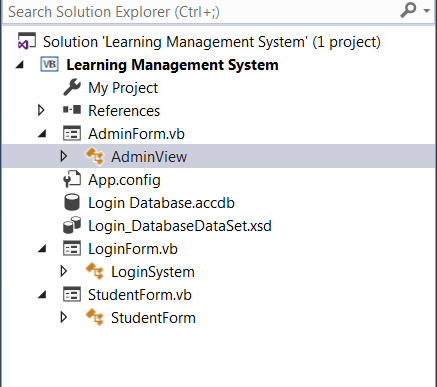 Search Solution Explorer (Ctrl+;)
Solution 'Learning Management System' (1 project)
VB Learning Management System
My Project
References
AdminForm.vb
AdminView
App.config
Login Database.accdb
Login_DatabaseDataSet.xsd
LoginForm.vb
LoginSystem
StudentForm.vb
StudentForm